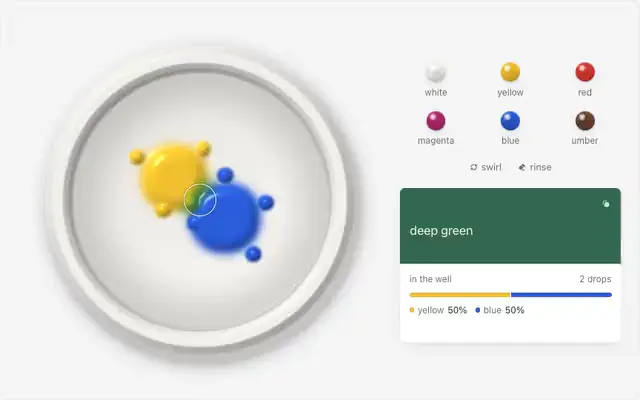 white yellow red
magenta blue umber
swirl rinse
deep green
in the well 2 drops
yellow 50% blue 50%